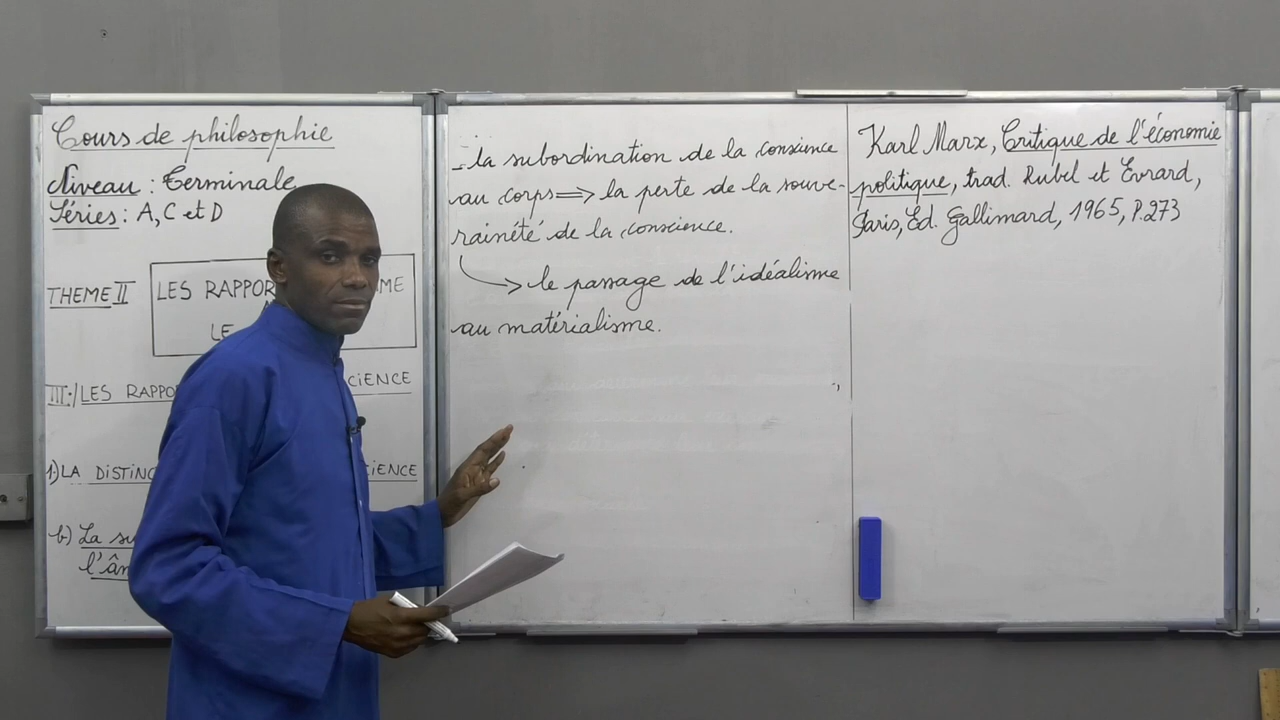 Cours de philosophie
Niveau : Terminale
Séries : A, C et D
THEME II
LES RAPPOR ME
LE
III-/LES RAPPO CIENCE
1°)LA DISTINC CIENCE
b) La su
l'âm
- la subordination de la conscience
au corps ⟹ la perte de la souve-
raineté de la conscience.
→ le passage de l'idéalisme
au matérialisme.
Karl Marx, Critique de l'économie
politique, trad. Rubel et Evrard,
Paris, Ed. Gallimard, 1965, P.273